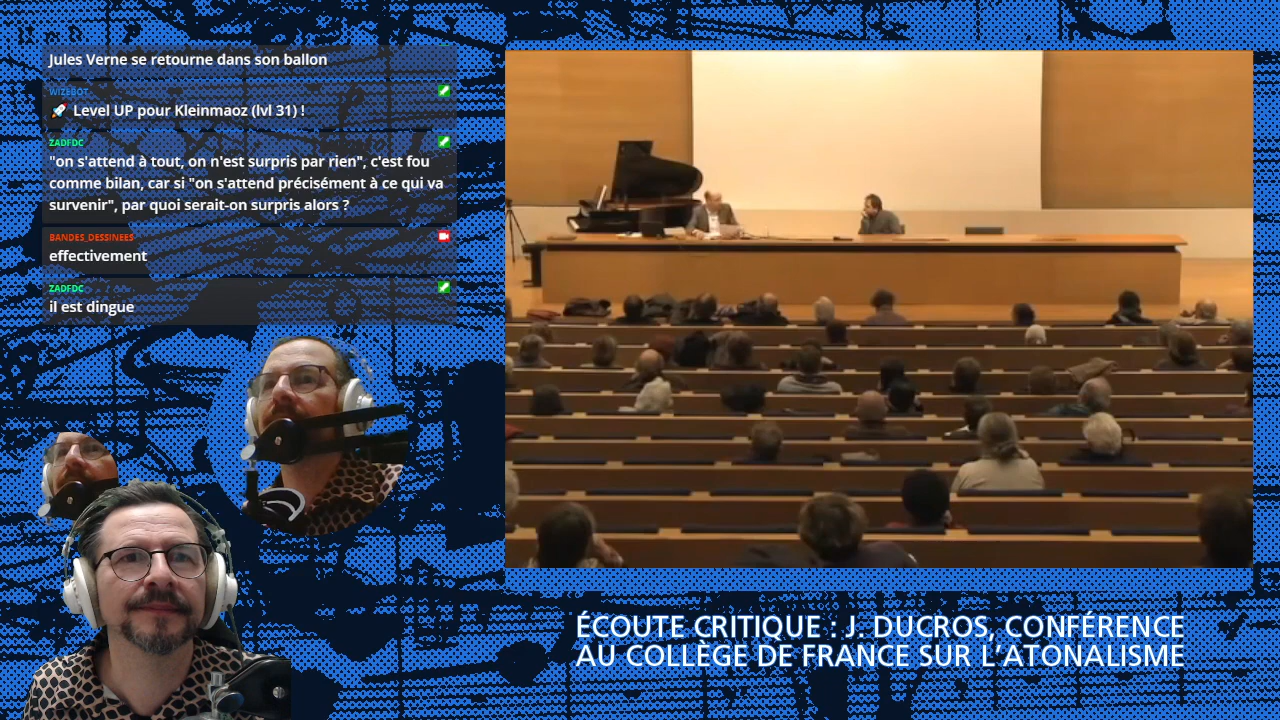 Jules Verne se retourne dans son ballon
WIZEBOT
🚀 Level UP pour Kleinmaoz (lvl 31) !
ZADFDC
"on s'attend à tout, on n'est surpris par rien", c'est fou
comme bilan, car si "on s'attend précisément à ce qui va
survenir", par quoi serait-on surpris alors ?
BANDES_DESSINEES
effectivement
ZADFDC
il est dingue
ÉCOUTE CRITIQUE : J. DUCROS, CONFÉRENCE
AU COLLÈGE DE FRANCE SUR L'ATONALISME